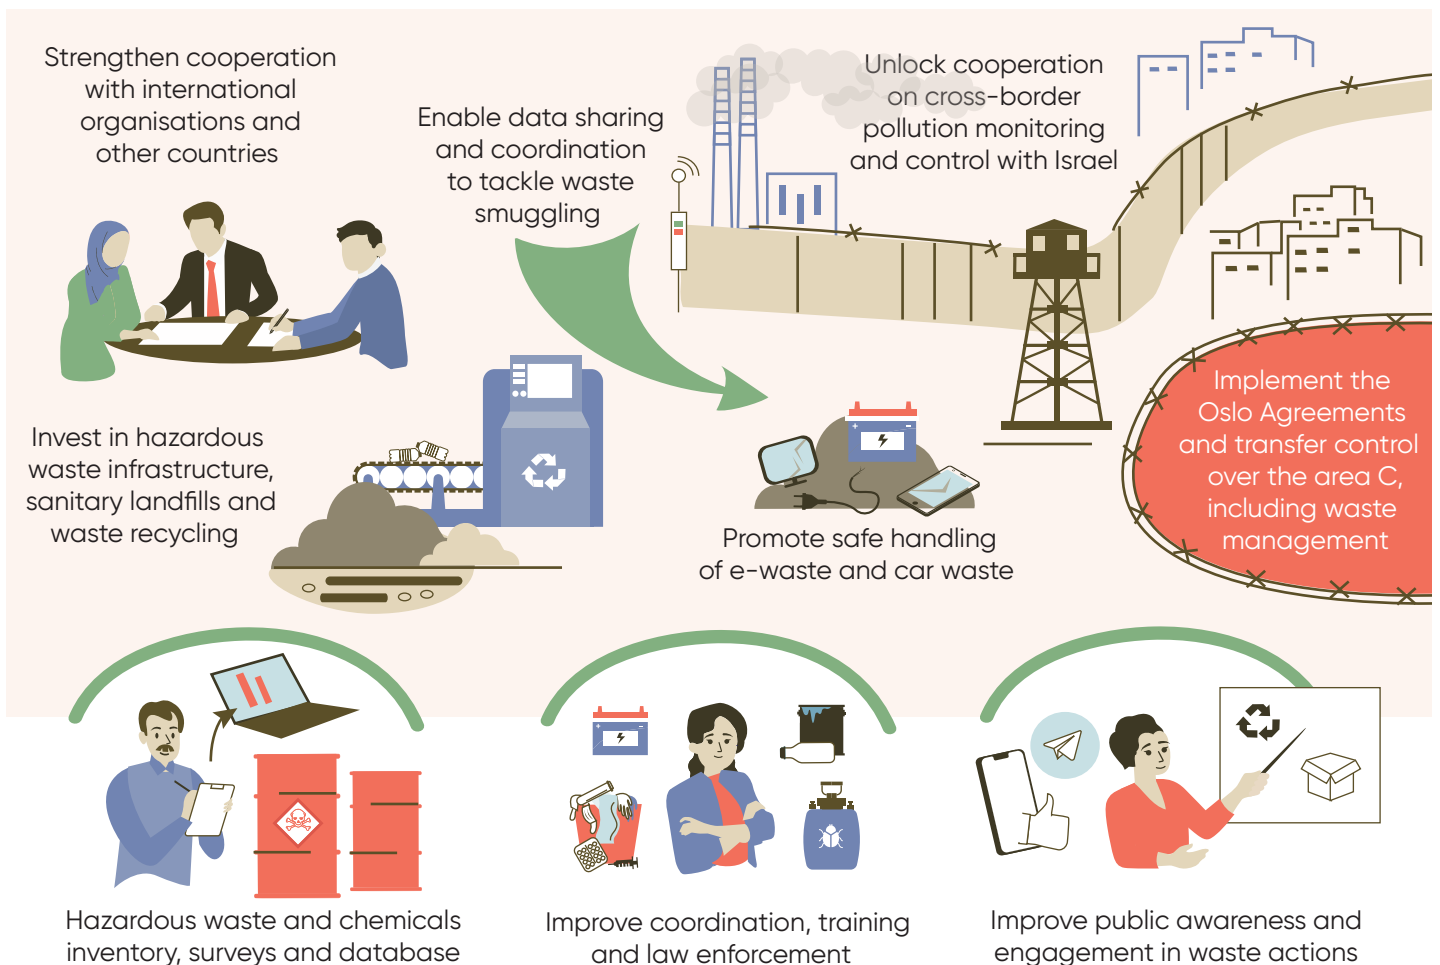 Strengthen cooperation
with international
organisations and
other countries
Enable data sharing
and coordination
to tackle waste
smuggling
Unlock cooperation
on cross-border
pollution monitoring
and control with Israel
Invest in hazardous
waste infrastructure,
sanitary landfills and
waste recycling
Promote safe handling
of e-waste and car waste
Implement the
Oslo Agreements
and transfer control
over the area C,
including waste
management
Hazardous waste and chemicals
inventory, surveys and database
Improve coordination, training
and law enforcement
Improve public awareness and
engagement in waste actions